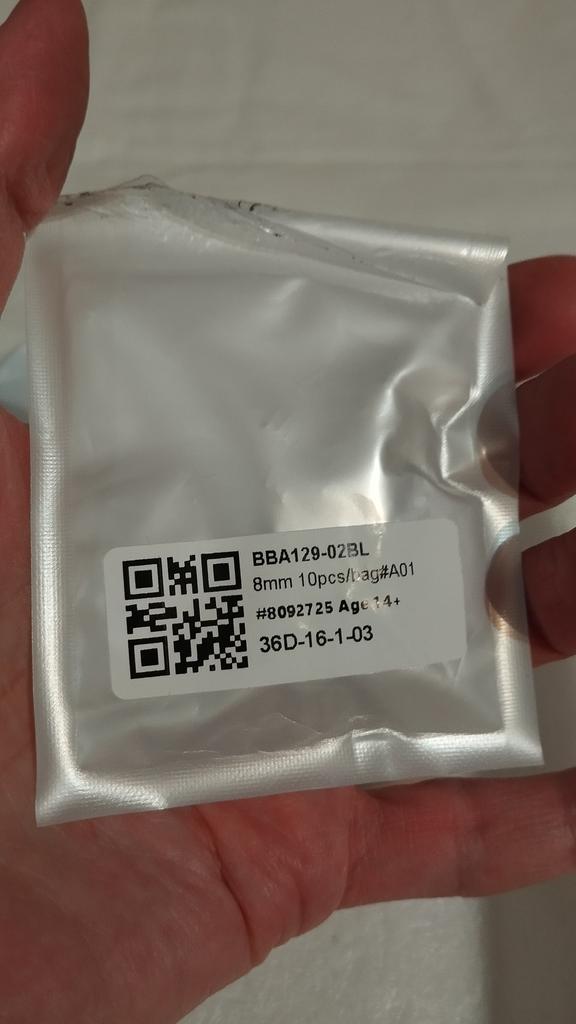 BBA129-02BL
8mm 10pcs/bag#A01
#8092725 Age 14+
36D-16-1-03